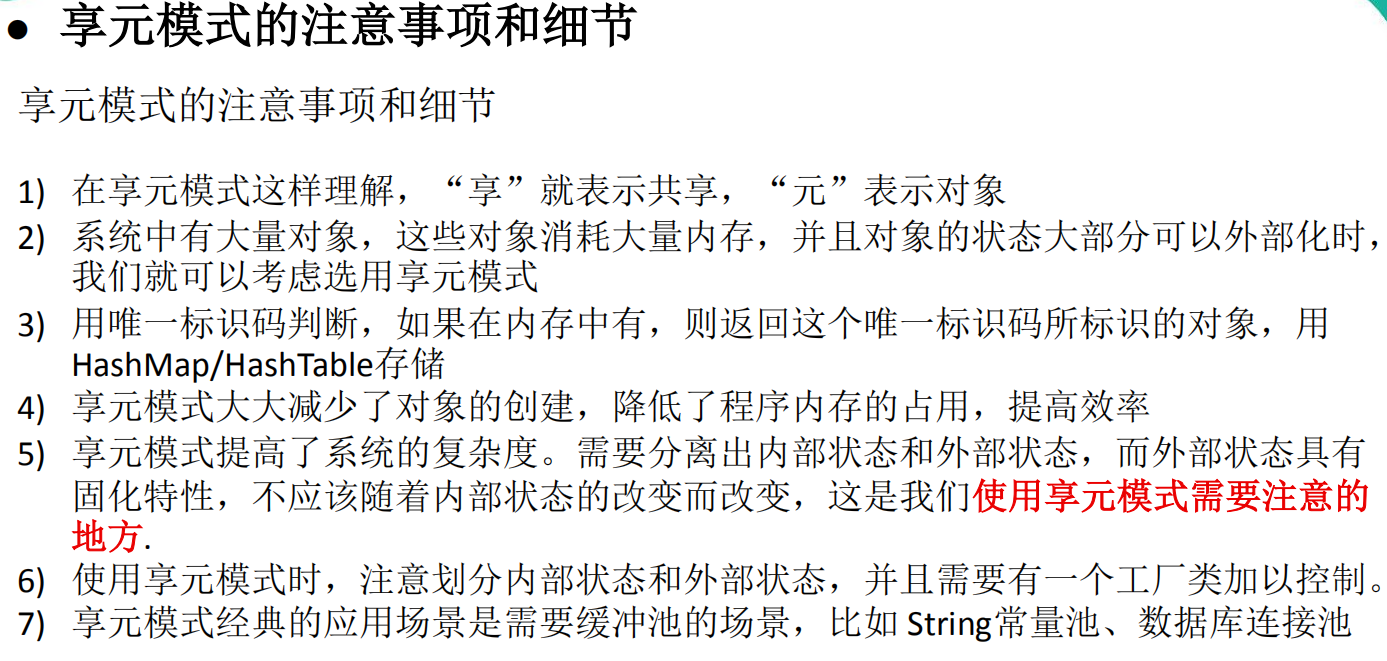 ● 享元模式的注意事项和细节
享元模式的注意事项和细节
1) 在享元模式这样理解，“享”就表示共享，“元”表示对象
2) 系统中有大量对象，这些对象消耗大量内存，并且对象的状态大部分可以外部化时，
我们就可以考虑选用享元模式
3) 用唯一标识码判断，如果在内存中有，则返回这个唯一标识码所标识的对象，用
HashMap/HashTable存储
4) 享元模式大大减少了对象的创建，降低了程序内存的占用，提高效率
5) 享元模式提高了系统的复杂度。需要分离出内部状态和外部状态，而外部状态具有
固化特性，不应该随着内部状态的改变而改变，这是我们使用享元模式需要注意的
地方.
6) 使用享元模式时，注意划分内部状态和外部状态，并且需要有一个工厂类加以控制。
7) 享元模式经典的应用场景是需要缓冲池的场景，比如 String常量池、数据库连接池